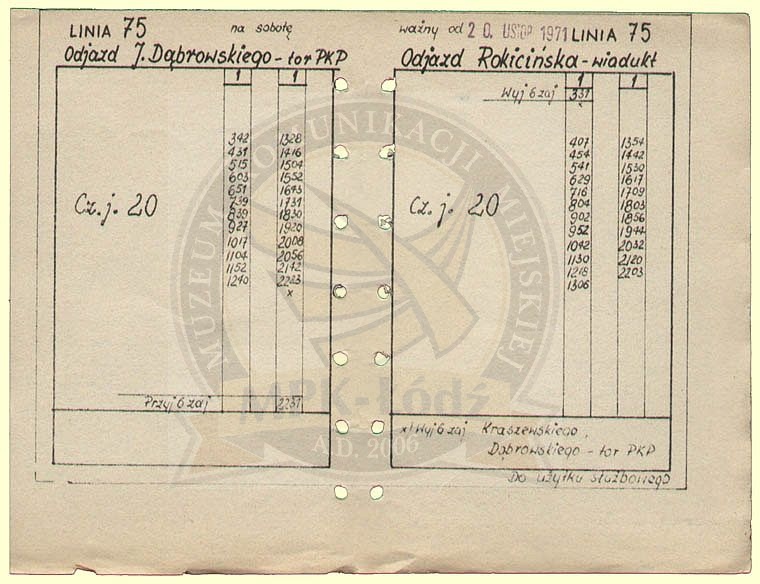 LINIA 75 na sobotę
Odjazd J. Dąbrowskiego - tor PKP
1 1
342 1328
431 1416
515 1504
603 1552
651 1643
739 1731
839 1830
927 1920
1017 2008
1104 2056
1152 2142
1240 2223
x
Cz. j. 20
Przyj 6 zaj 2231
ważny od 20. LISTOP 1971 LINIA 75
Odjazd Rokicińska - wiadukt
1 1
Wyj 6 zaj 331
x
407 1354
454 1442
541 1530
629 1617
716 1709
804 1803
902 1856
952 1944
1042 2032
1130 2120
1218 2203
1306
Cz. j. 20
x) Wyj 6 zaj Kraszewskiego,
Dąbrowskiego - tor PKP
Do użytku służbowego
MUZEUM KOMUNIKACJI MIEJSKIEJ
MPK-Łódź
A.D. 2006